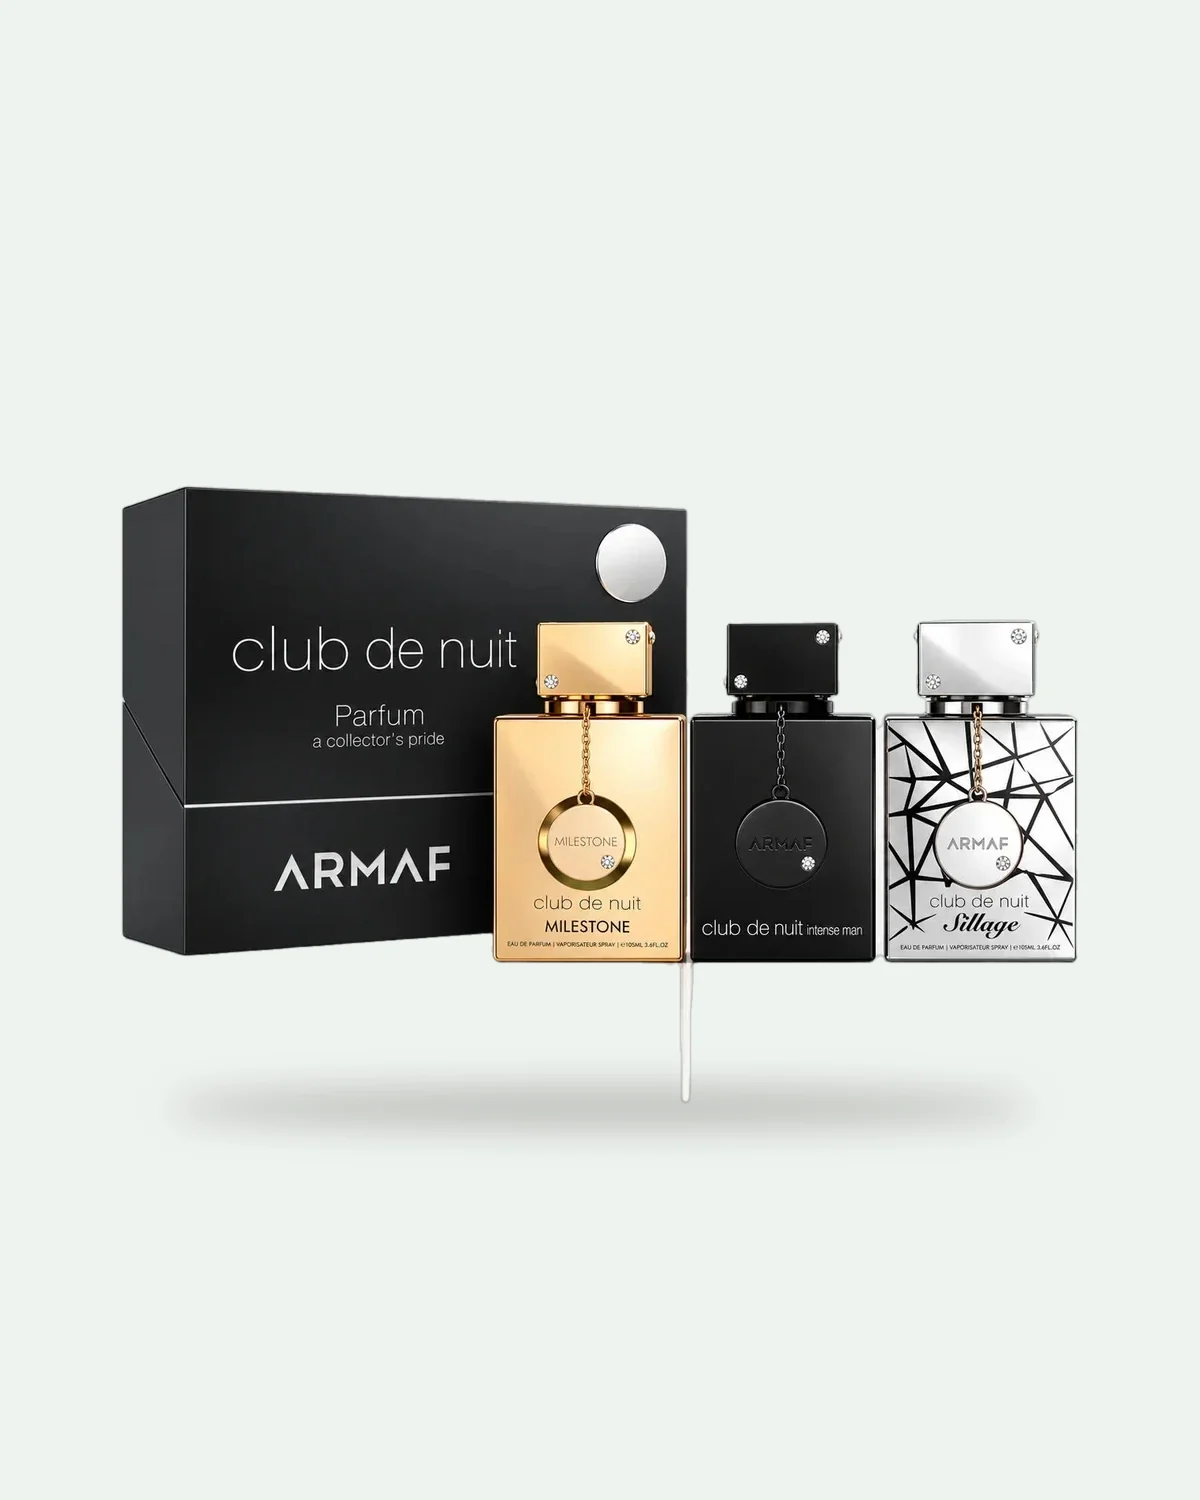 club de nuit
Parfum
a collector's pride
ARMAF
MILESTONE
club de nuit
MILESTONE
EAU DE PARFUM | VAPORISATEUR SPRAY | e105ML 3.6FL.OZ
ARMAF
club de nuit intense man
ARMAF
club de nuit
Sillage
EAU DE PARFUM | VAPORISATEUR SPRAY | e105ML 3.6FL.OZ